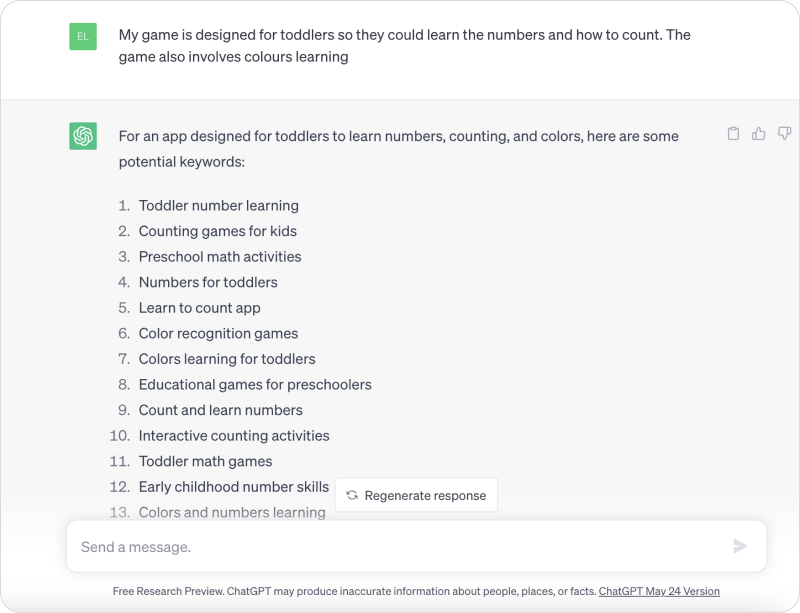 EL
My game is designed for toddlers so they could learn the numbers and how to count. The
game also involves colours learning
For an app designed for toddlers to learn numbers, counting, and colors, here are some
potential keywords:
1. Toddler number learning
2. Counting games for kids
3. Preschool math activities
4. Numbers for toddlers
5. Learn to count app
6. Color recognition games
7. Colors learning for toddlers
8. Educational games for preschoolers
9. Count and learn numbers
10. Interactive counting activities
11. Toddler math games
12. Early childhood number skills
Regenerate response
13. Colors and numbers learning
Send a message.
Free Research Preview. ChatGPT may produce inaccurate information about people, places, or facts. ChatGPT May 24 Version